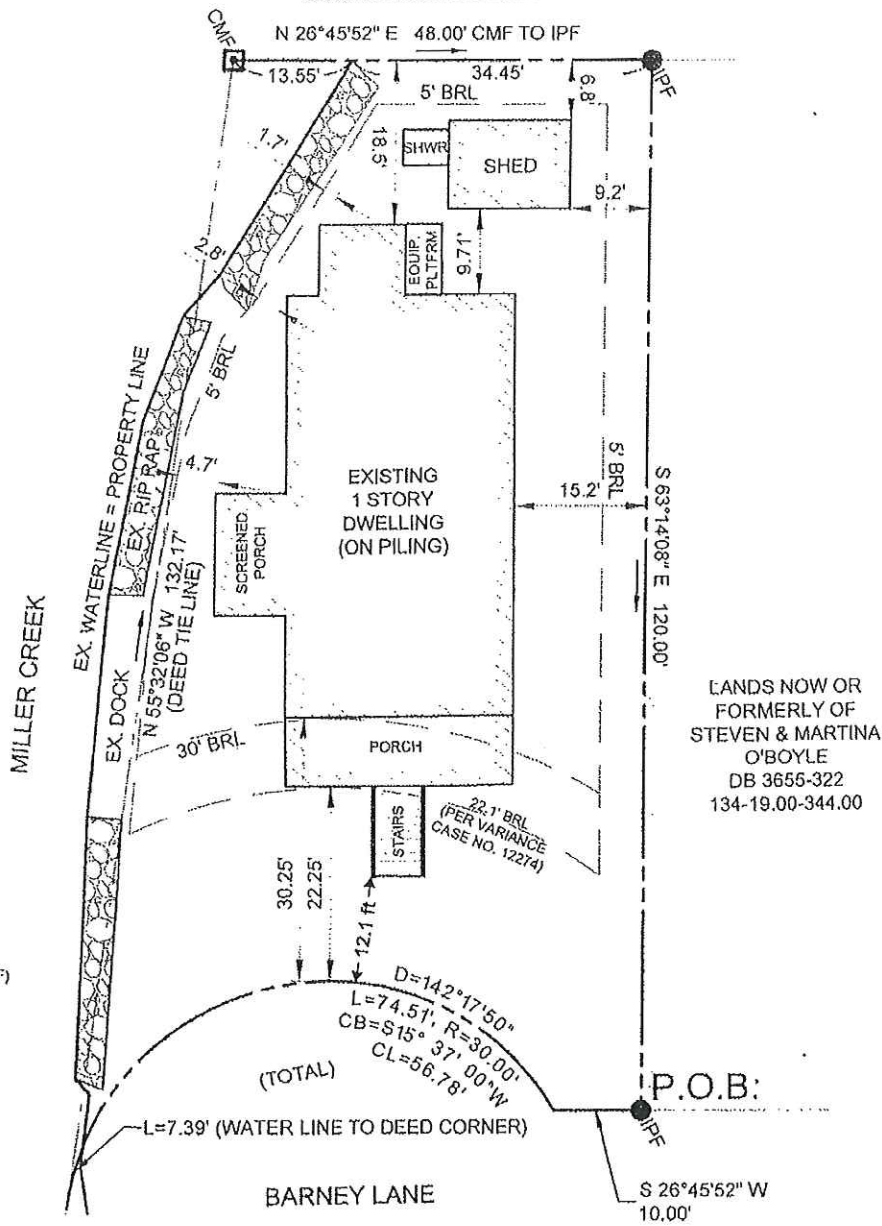 N 26°45'52" E 48.00' CMF TO IPF
CMF
13.55'
34.45'
IPF
5' BRL
6.8'
1.7'
18.5'
SHWR
SHED
9.2'
2.8'
EQUIP.
PLTFRM
9.71'
5' BRL
EX. WATERLINE = PROPERTY LINE
EX. RIP RAP
4.7'
SCREENED
PORCH
EXISTING
1 STORY
DWELLING
(ON PILING)
15.2'
5' BRL
S 63°14'08" E 120.00'
MILLER CREEK
EX. DOCK
N 55°32'06" W 132.17'
(DEED TIE LINE)
LANDS NOW OR
FORMERLY OF
STEVEN & MARTINA
O'BOYLE
DB 3655-322
134-19.00-344.00
30' BRL
PORCH
STAIRS
22.1' BRL
(PER VARIANCE
CASE NO. 12274)
30.25'
22.25'
12.1 ft
D=142°17'50"
L=74.51', R=30.00'
CB=S15° 37' 00"W
CL=56.78'
(TOTAL)
P.O.B:
IPF
L=7.39' (WATER LINE TO DEED CORNER)
BARNEY LANE
S 26°45'52" W
10.00'